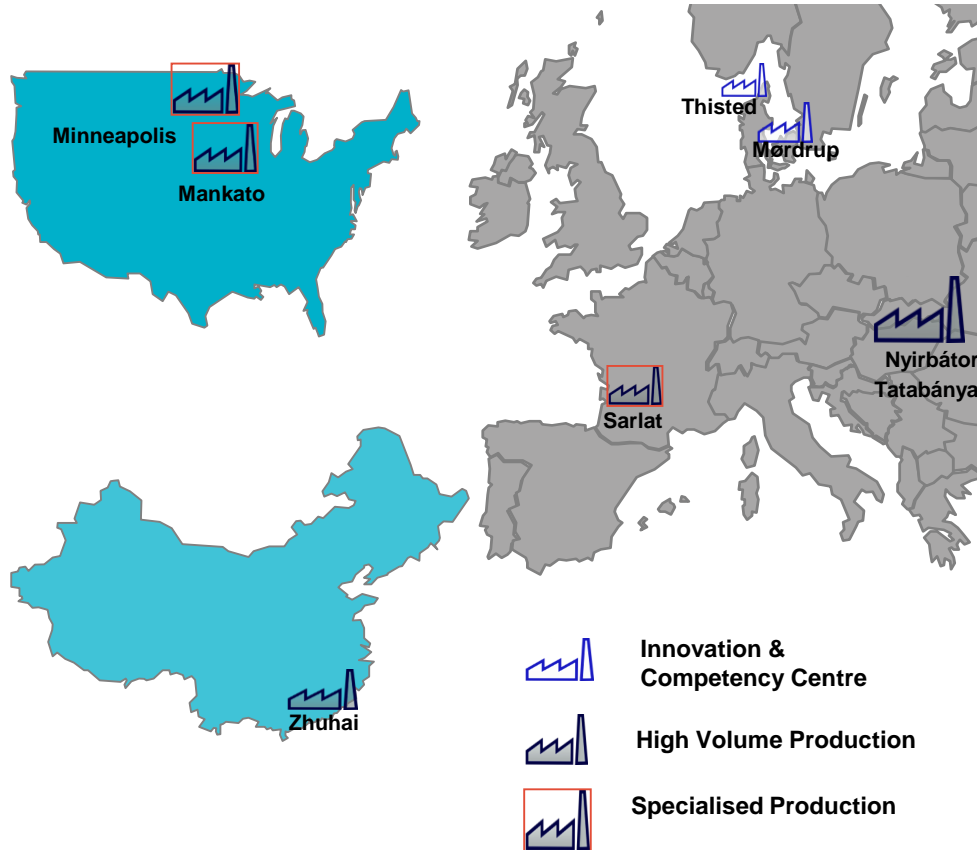 Minneapolis
Mankato
Thisted
Mørdrup
Nyirbátor
Tatabánya
Sarlat
Zhuhai
Innovation &
Competency Centre
High Volume Production
Specialised Production